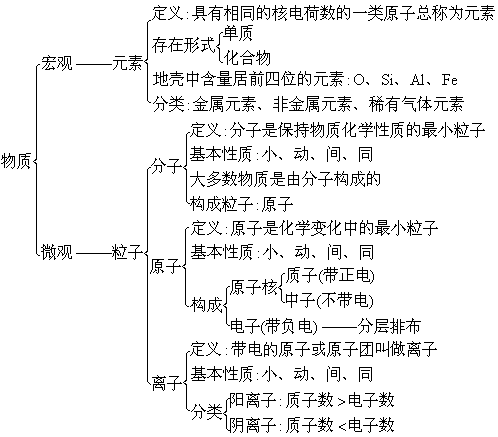 定义:具有相同的核电荷数的一类原子总称为元素
单质
存在形式
化合物
宏观——元素
地壳中含量居前四位的元素:O、Si、Al、Fe
分类:金属元素、非金属元素、稀有气体元素
定义:分子是保持物质化学性质的最小粒子
基本性质:小、动、间、同
分子
物质
大多数物质是由分子构成的
构成粒子:原子
定义:原子是化学变化中的最小粒子
微观——粒子
基本性质:小、动、间、同
原子
质子(带正电)
原子核
中子(不带电)
构成
电子(带负电)——分层排布
定义:带电的原子或原子团叫做离子
基本性质:小、动、间、同
离子
阳离子:质子数>电子数
分类
阴离子:质子数<电子数